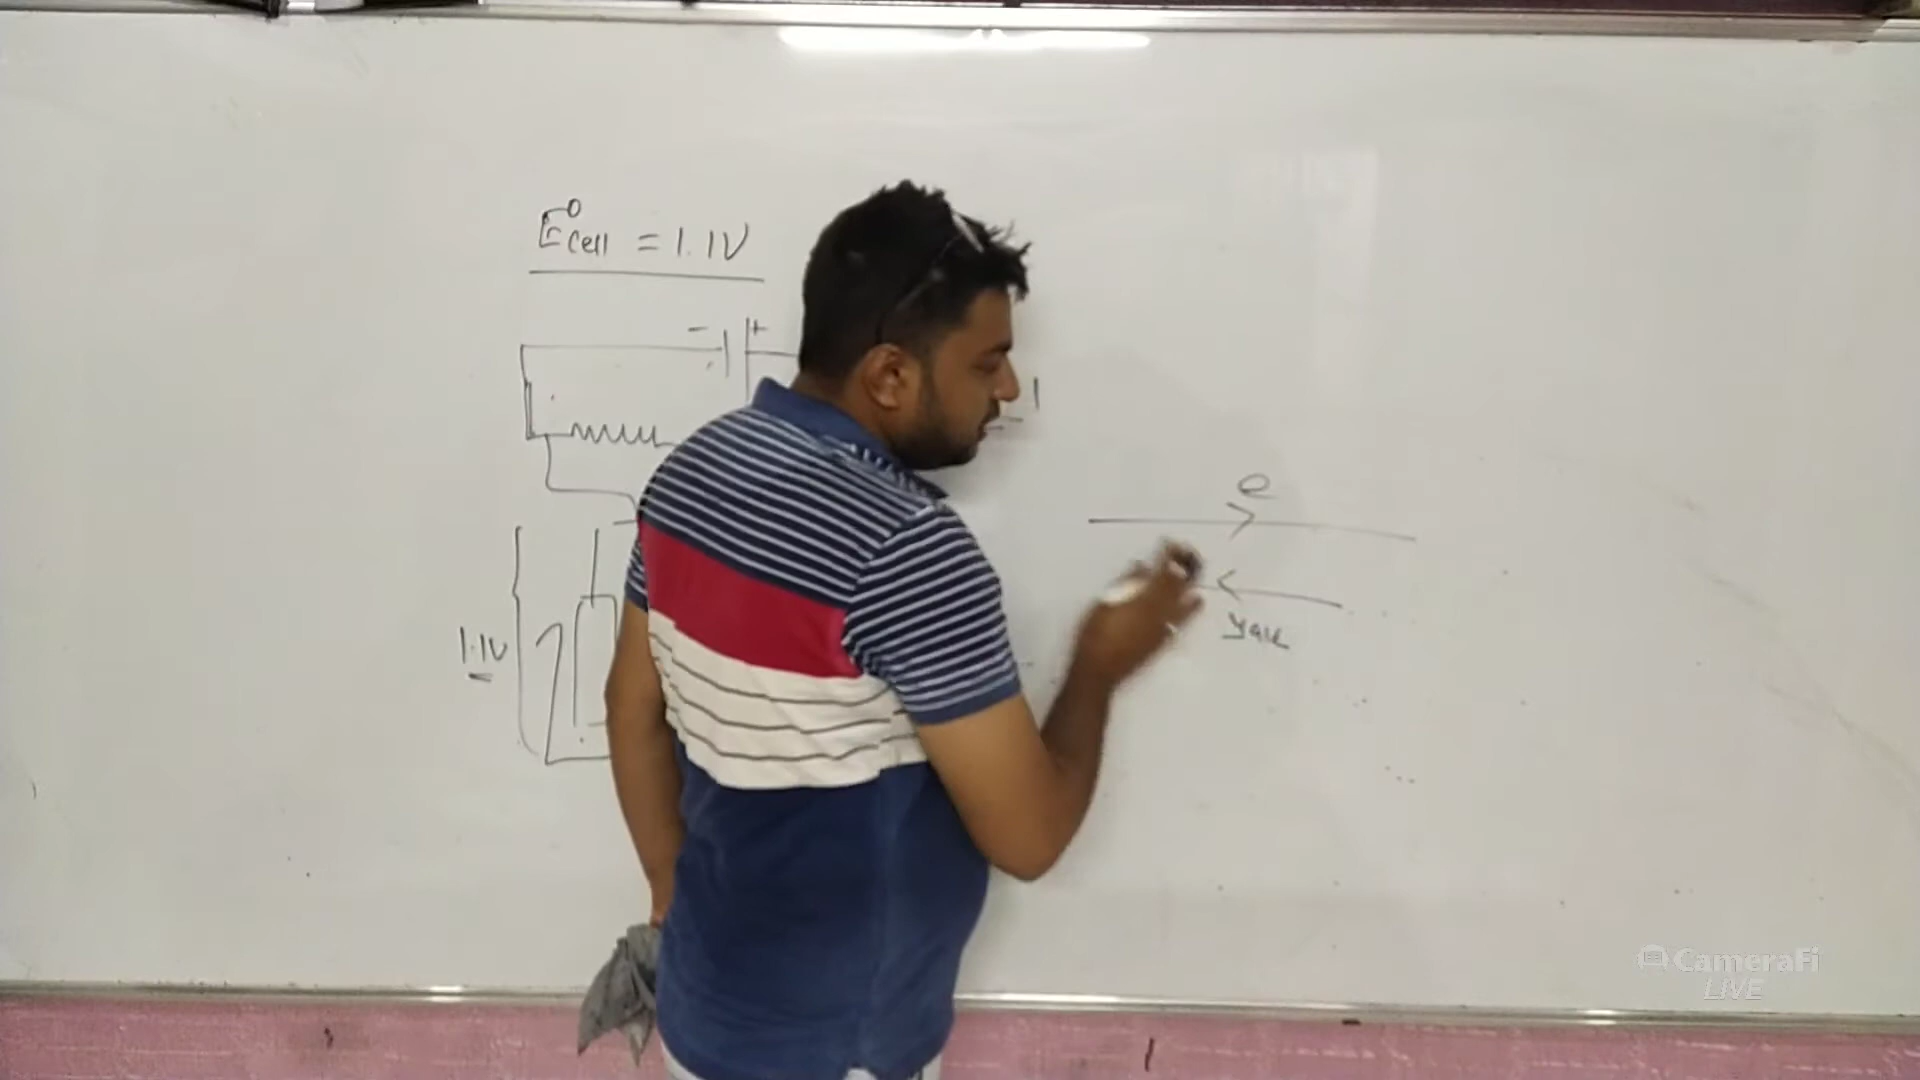 E°cell = 1.1V
- +
e
1.1V
CameraFi
LIVE